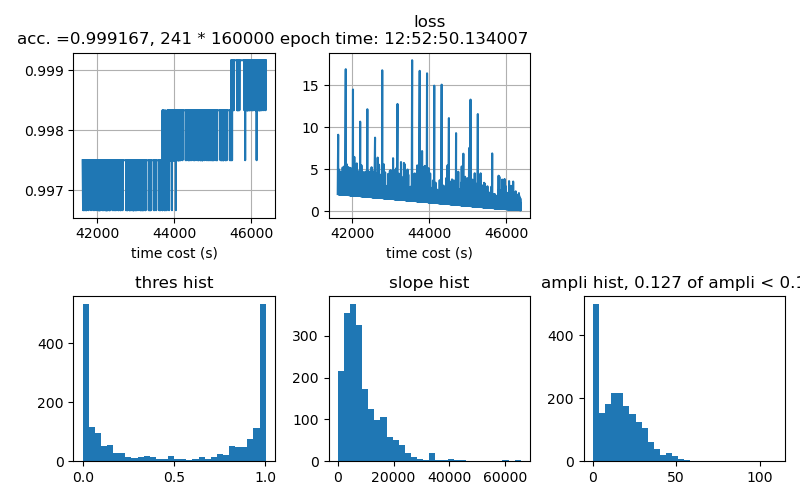 loss
acc. =0.999167, 241 * 160000 epoch time: 12:52:50.134007
0.999
0.998
0.997
42000 44000 46000
time cost (s)
15
10
5
0
42000 44000 46000
time cost (s)
thres hist
400
200
0
0.0 0.5 1.0
slope hist
300
200
100
0
0 20000 40000 60000
ampli hist, 0.127 of ampli < 0.1
400
200
0
0 50 100